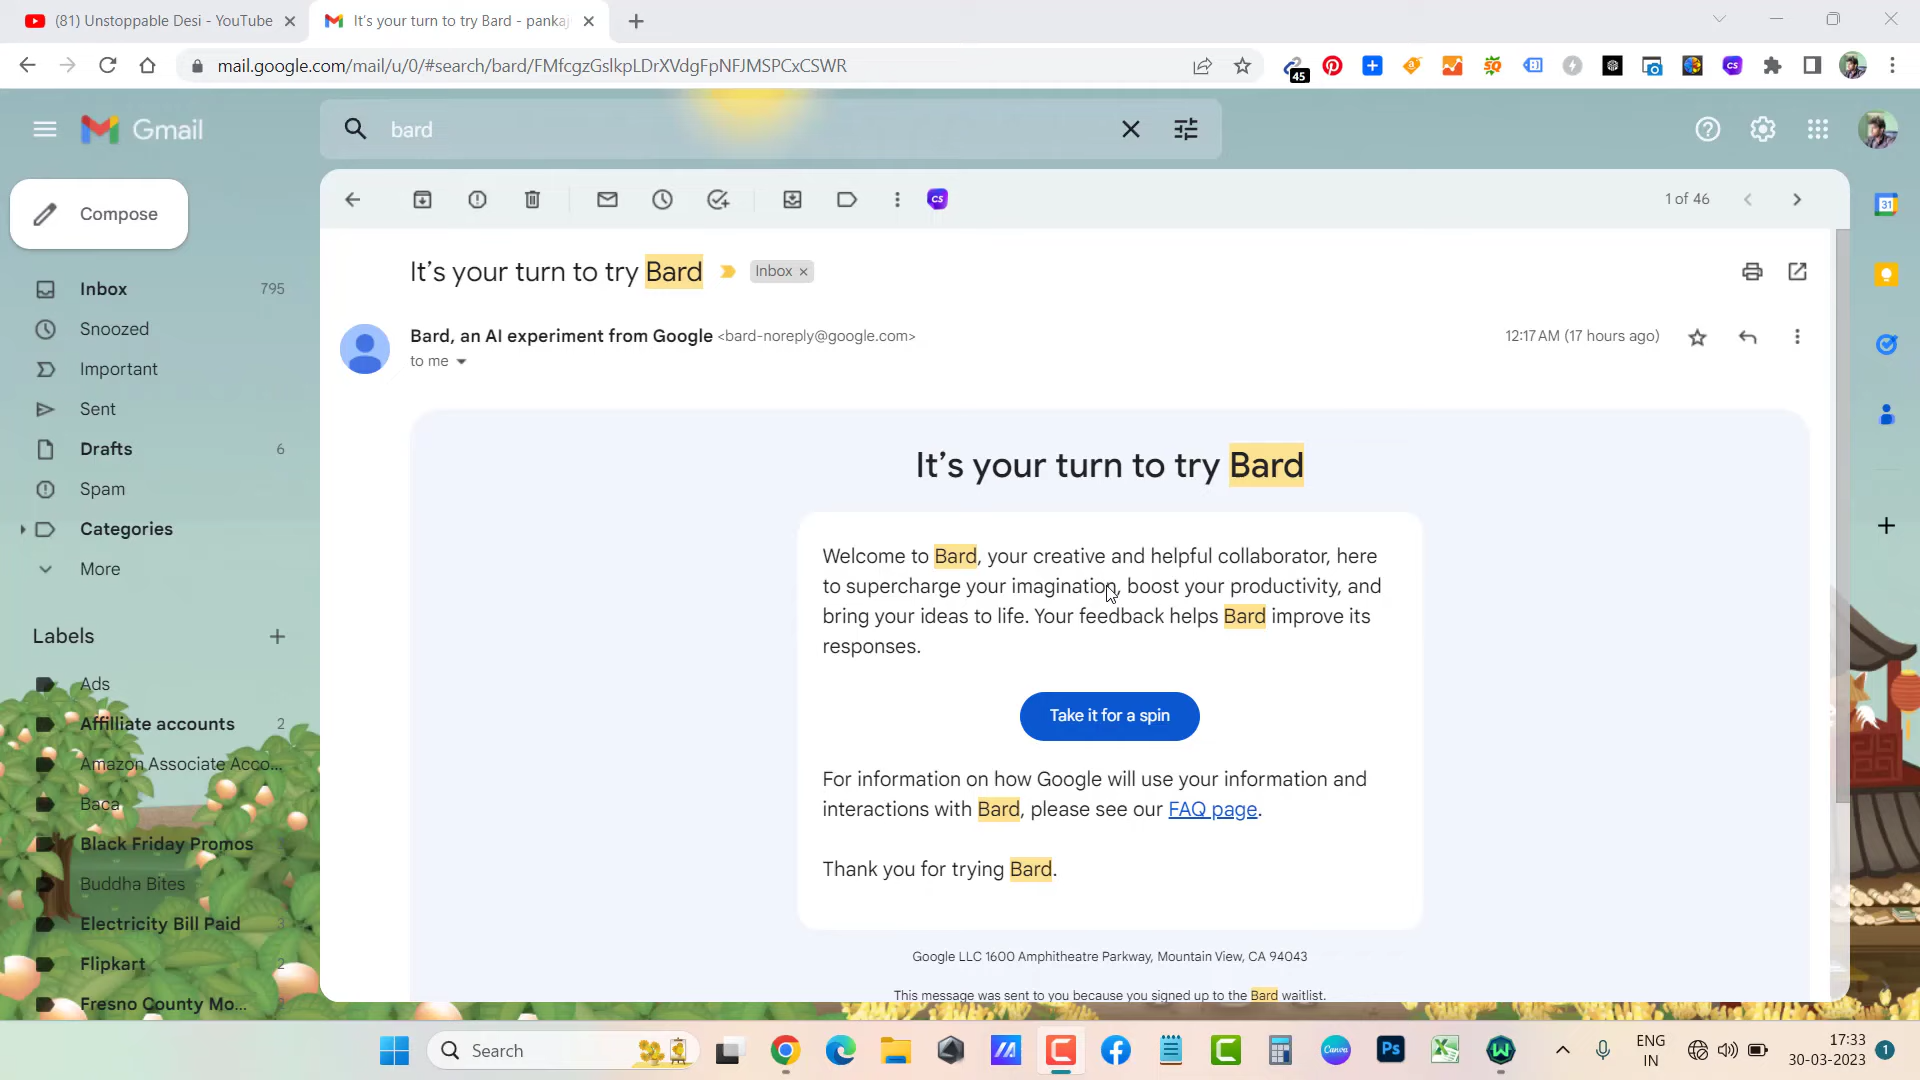 (81) Unstoppable Desi - YouTube
It's your turn to try Bard - panka
mail.google.com/mail/u/0/#search/bard/FMfcgzGslkpLDrXVdgFpNFJMSPCxCSWR
45
Gmail
bard
Compose
1 of 46
Inbox 795
Snoozed
Important
Sent
Drafts 6
Spam
Categories
More
Labels
Ads
Affiliate accounts 2
Amazon Associate Acco...
Baca
Black Friday Promos
Buddha Bites
Electricity Bill Paid 3
Flipkart 2
Fresno County Mo...
It's your turn to try Bard
Inbox
Bard, an AI experiment from Google <bard-noreply@google.com>
12:17 AM (17 hours ago)
to me
It's your turn to try Bard
Welcome to Bard, your creative and helpful collaborator, here
to supercharge your imagination, boost your productivity, and
bring your ideas to life. Your feedback helps Bard improve its
responses.
Take it for a spin
For information on how Google will use your information and
interactions with Bard, please see our FAQ page.
Thank you for trying Bard.
Google LLC 1600 Amphitheatre Parkway, Mountain View, CA 94043
This message was sent to you because you signed up to the Bard waitlist.
31
CS
Search
Canva
Ps
ENG
IN
17:33
30-03-2023
1